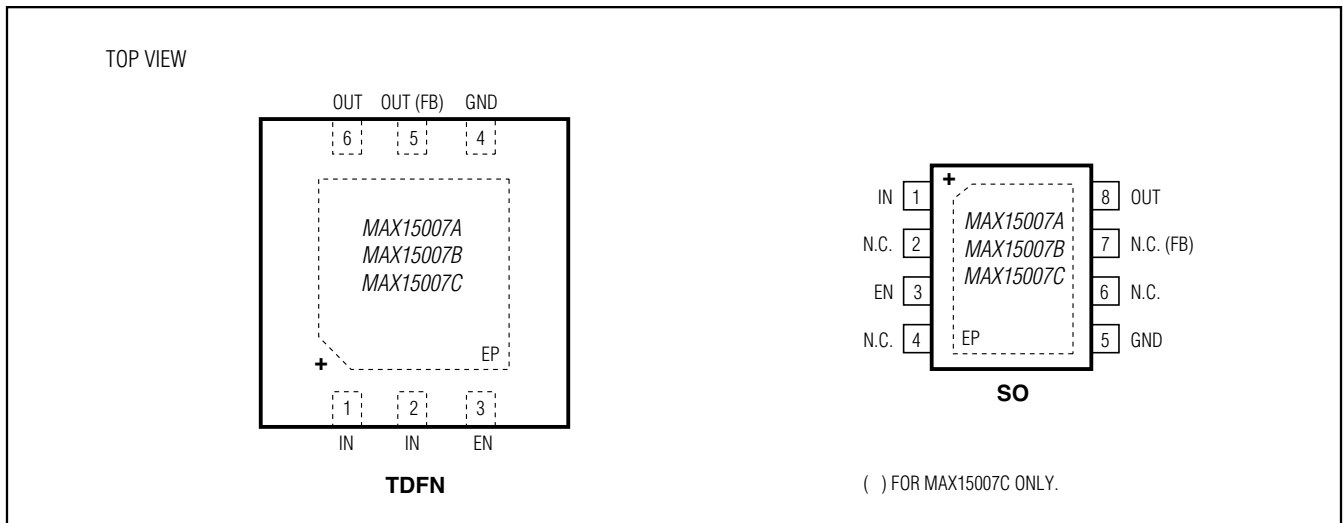 TOP VIEW
OUT OUT (FB) GND
6 5 4
MAX15007A
MAX15007B
MAX15007C
EP
+
1 2 3
IN IN EN
TDFN
+
IN 1
N.C. 2
EN 3
N.C. 4
MAX15007A
MAX15007B
MAX15007C
EP
8 OUT
7 N.C. (FB)
6 N.C.
5 GND
SO
( ) FOR MAX15007C ONLY.